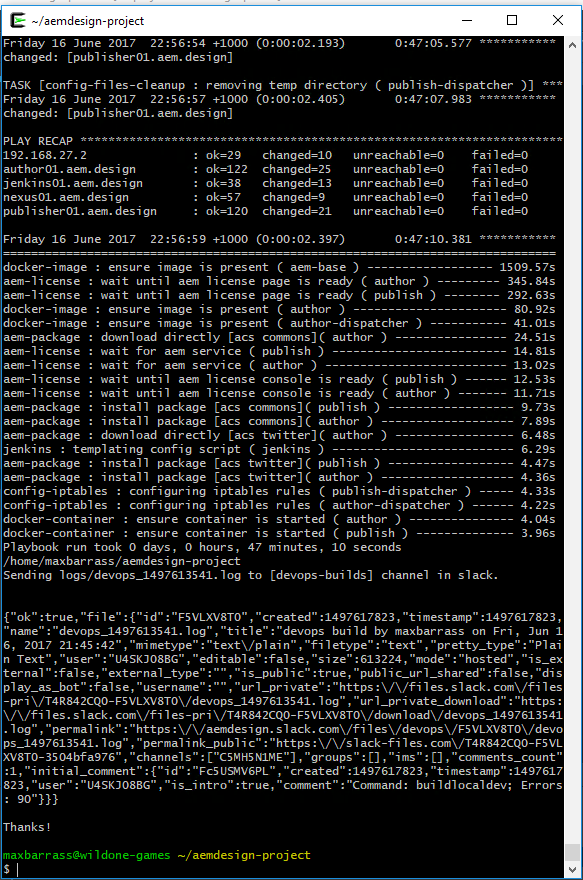 ~/aemdesign-project
Friday 16 June 2017  22:56:54 +1000 (0:00:02.193)       0:47:05.577 ***********
changed: [publisher01.aem.design]
TASK [config-files-cleanup : removing temp directory ( publish-dispatcher )] ***
Friday 16 June 2017  22:56:57 +1000 (0:00:02.405)       0:47:07.983 ***********
changed: [publisher01.aem.design]
PLAY RECAP *********************************************************************
192.168.27.2               : ok=29   changed=10   unreachable=0    failed=0
author01.aem.design        : ok=122  changed=25   unreachable=0    failed=0
jenkins01.aem.design       : ok=38   changed=13   unreachable=0    failed=0
nexus01.aem.design         : ok=57   changed=9    unreachable=0    failed=0
publisher01.aem.design     : ok=120  changed=21   unreachable=0    failed=0
Friday 16 June 2017  22:56:59 +1000 (0:00:02.397)       0:47:10.381 ***********
===============================================================================
docker-image : ensure image is present ( aem-base ) ------------------ 1509.57s
aem-license : wait until aem license page is ready ( author ) --------- 345.84s
aem-license : wait until aem license page is ready ( publish ) -------- 292.63s
docker-image : ensure image is present ( author ) ---------------------- 80.92s
docker-image : ensure image is present ( author-dispatcher ) ----------- 41.01s
aem-package : download directly [acs commons]( author ) ---------------- 24.51s
aem-license : wait for aem service ( publish ) ------------------------- 14.81s
aem-license : wait for aem service ( author ) -------------------------- 13.02s
aem-license : wait until aem license console is ready ( publish ) ------ 12.53s
aem-license : wait until aem license console is ready ( author ) ------- 11.71s
aem-package : install package [acs commons]( publish ) ------------------ 9.73s
aem-package : install package [acs commons]( author ) ------------------- 7.89s
aem-package : download directly [acs twitter]( author ) ----------------- 6.48s
jenkins : templating config script ( jenkins ) -------------------------- 6.29s
aem-package : install package [acs twitter]( publish ) ------------------ 4.47s
aem-package : install package [acs twitter]( author ) ------------------- 4.36s
config-iptables : configuring iptables rules ( publish-dispatcher ) ----- 4.33s
config-iptables : configuring iptables rules ( author-dispatcher ) ------ 4.22s
docker-container : ensure container is started ( author ) --------------- 4.04s
docker-container : ensure container is started ( publish ) -------------- 3.96s
Playbook run took 0 days, 0 hours, 47 minutes, 10 seconds
/home/maxbarrass/aemdesign-project
Sending logs/devops_1497613541.log to [devops-builds] channel in slack.
{"ok":true,"file":{"id":"F5VLXV8T0","created":1497617823,"timestamp":1497617823,
"name":"devops_1497613541.log","title":"devops build by maxbarrass on Fri, Jun 1
6, 2017 21:45:42","mimetype":"text\/plain","filetype":"text","pretty_type":"Plai
n Text","user":"U4SKJO8BG","editable":false,"size":613224,"mode":"hosted","is_ex
ternal":false,"external_type":"","is_public":true,"public_url_shared":false,"dis
play_as_bot":false,"username":"","url_private":"https:\/\/files.slack.com\/files
-pri\/T4R842CQ0-F5VLXV8T0\/devops_1497613541.log","url_private_download":"https:
\/\/files.slack.com\/files-pri\/T4R842CQ0-F5VLXV8T0\/download\/devops_1497613541
.log","permalink":"https:\/\/aemdesign.slack.com\/files\/devops\/F5VLXV8T0\/devo
ps_1497613541.log","permalink_public":"https:\/\/slack-files.com\/T4R842CQ0-F5VL
XV8T0-3504bfa976","channels":["C5MH5N1ME"],"groups":[],"ims":[],"comments_count"
:1,"initial_comment":{"id":"Fc5USMV6PL","created":1497617823,"timestamp":1497617
823,"user":"U4SKJO8BG","is_intro":true,"comment":"Command: buildlocaldev; Errors
: 90"}}}
Thanks!
maxbarrass@wildone-games ~/aemdesign-project
$